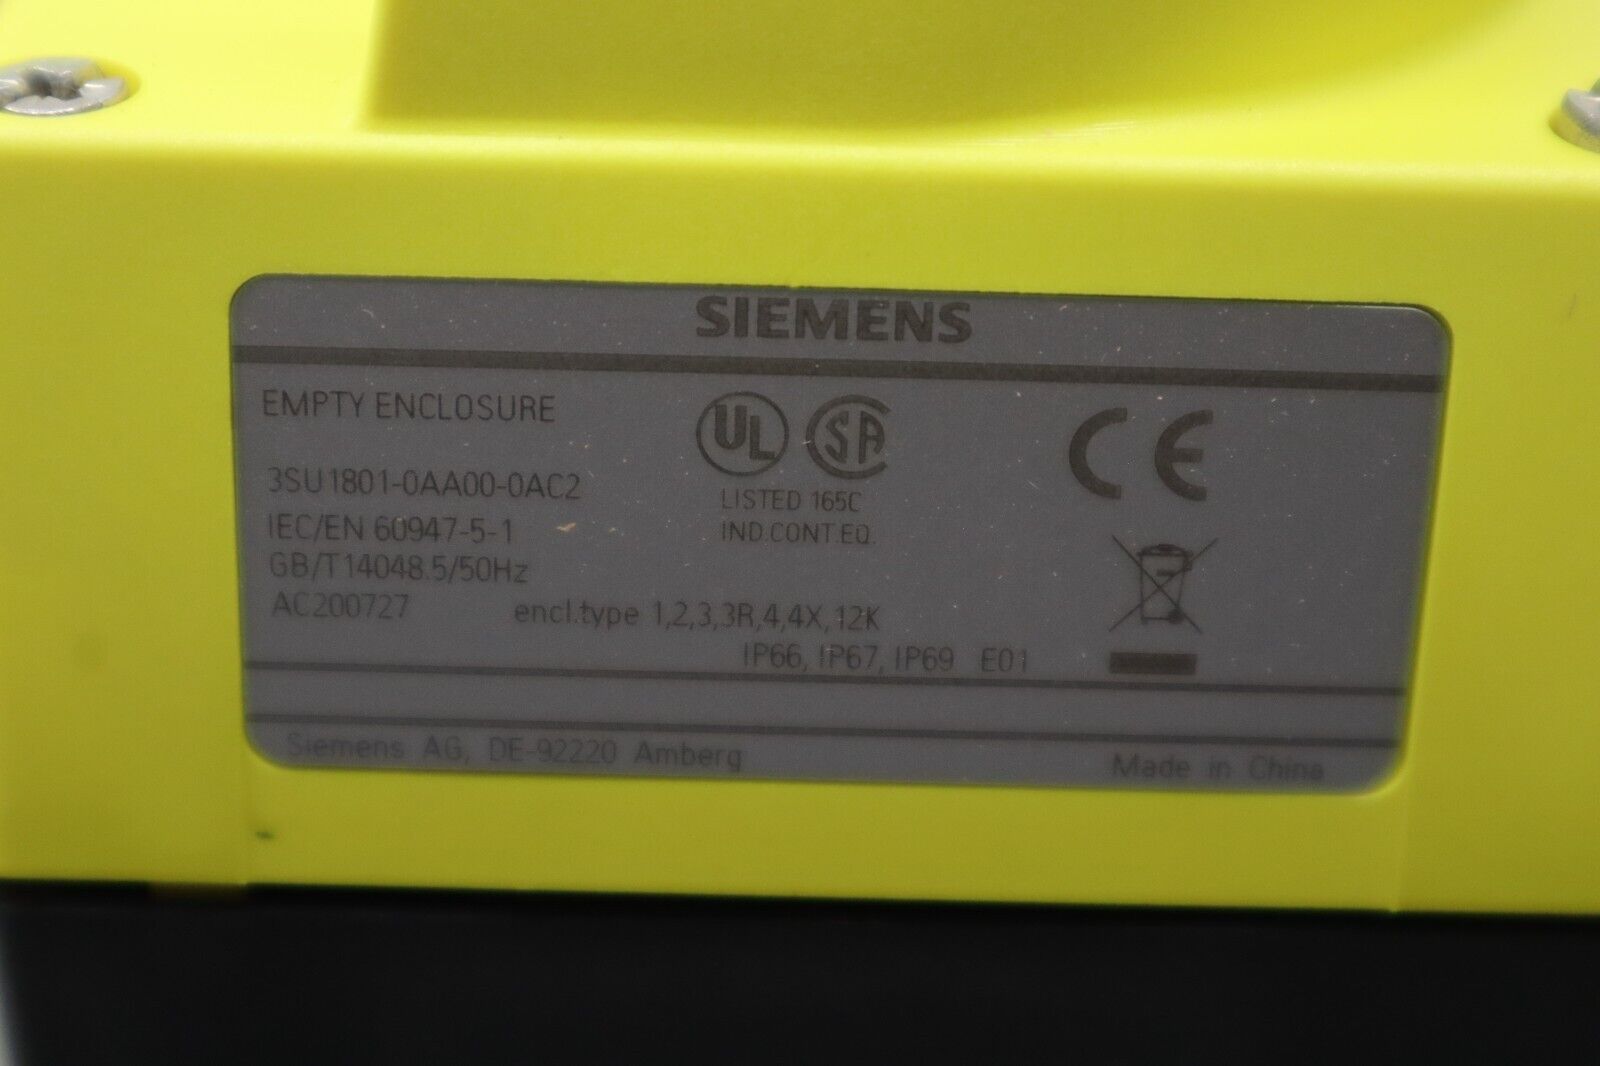 SIEMENS
EMPTY ENCLOSURE
UL SA CE
3SU1801-0AA00-0AC2
LISTED 165C
IEC/EN 60947-5-1
IND.CONT.EQ.
GB/T14048.5/50Hz
AC200727 encl.type 1,2,3,3R,4,4X,12K
IP66, IP67, IP69 E01
Siemens AG, DE-92220 Amberg Made in China